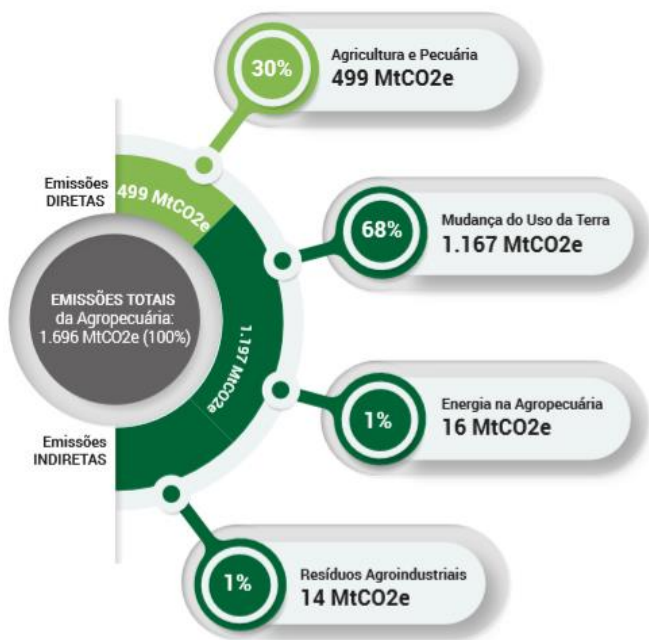 30%
Agricultura e Pecuária
499 MtCO2e
Emissões
DIRETAS
499 MtCO2e
68%
Mudança do Uso da Terra
1.167 MtCO2e
EMISSÕES TOTAIS
da Agropecuária:
1.696 MtCO2e (100%)
1.197 MtCO2e
1%
Energia na Agropecuária
16 MtCO2e
Emissões
INDIRETAS
1%
Resíduos Agroindustriais
14 MtCO2e